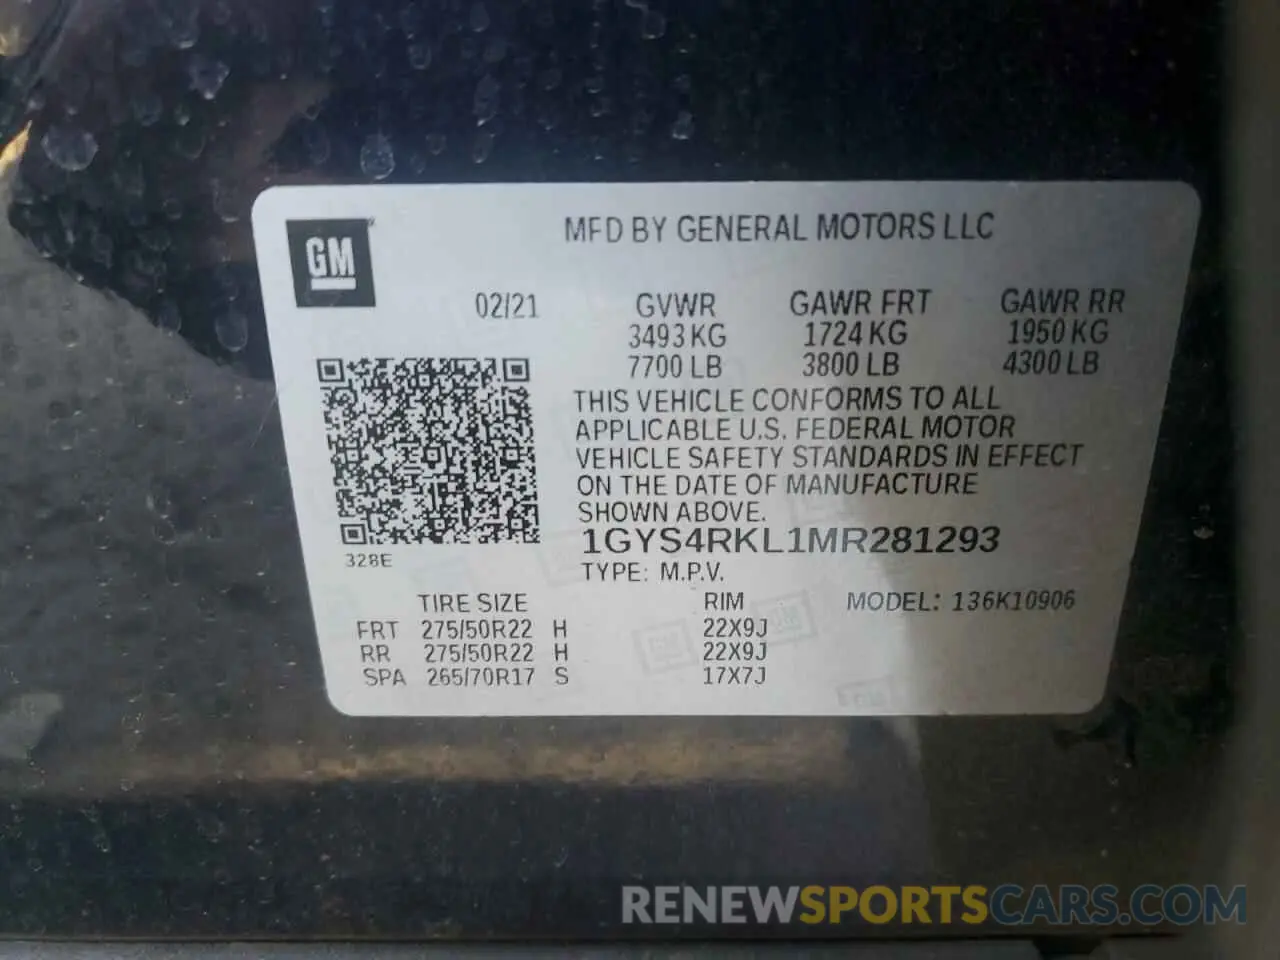 GM
MFD BY GENERAL MOTORS LLC
02/21 GVWR GAWR FRT GAWR RR
3493 KG 1724 KG 1950 KG
7700 LB 3800 LB 4300 LB
THIS VEHICLE CONFORMS TO ALL
APPLICABLE U.S. FEDERAL MOTOR
VEHICLE SAFETY STANDARDS IN EFFECT
ON THE DATE OF MANUFACTURE
SHOWN ABOVE.
1GYS4RKL1MR281293
328E
TYPE: M.P.V.
TIRE SIZE RIM MODEL: 136K10906
FRT 275/50R22 H 22X9J
RR 275/50R22 H 22X9J
SPA 265/70R17 S 17X7J
GM GM
RENEWSPORTSCARS.COM